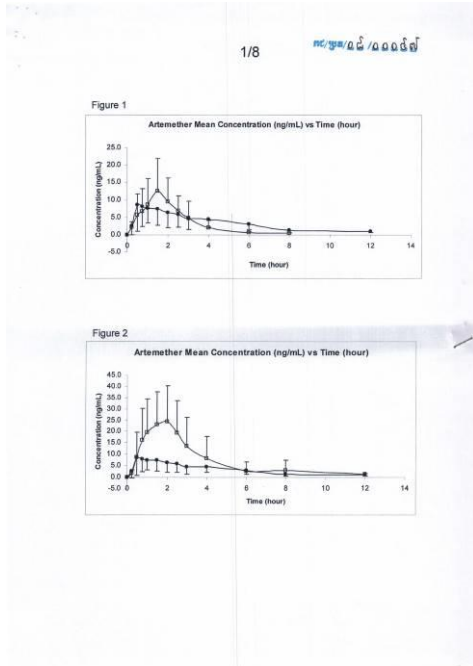 1/8
Figure 1
Artemether Mean Concentration (ng/mL) vs Time (hour)
Concentration (ng/mL)
25.0
20.0
15.0
10.0
5.0
0.0
-5.0
0 2 4 6 8 10 12 14
Time (hour)
Figure 2
Artemether Mean Concentration (ng/mL) vs Time (hour)
Concentration (ng/mL)
45.0
40.0
35.0
30.0
25.0
20.0
15.0
10.0
5.0
0.0
-5.0
0 2 4 6 8 10 12 14
Time (hour)